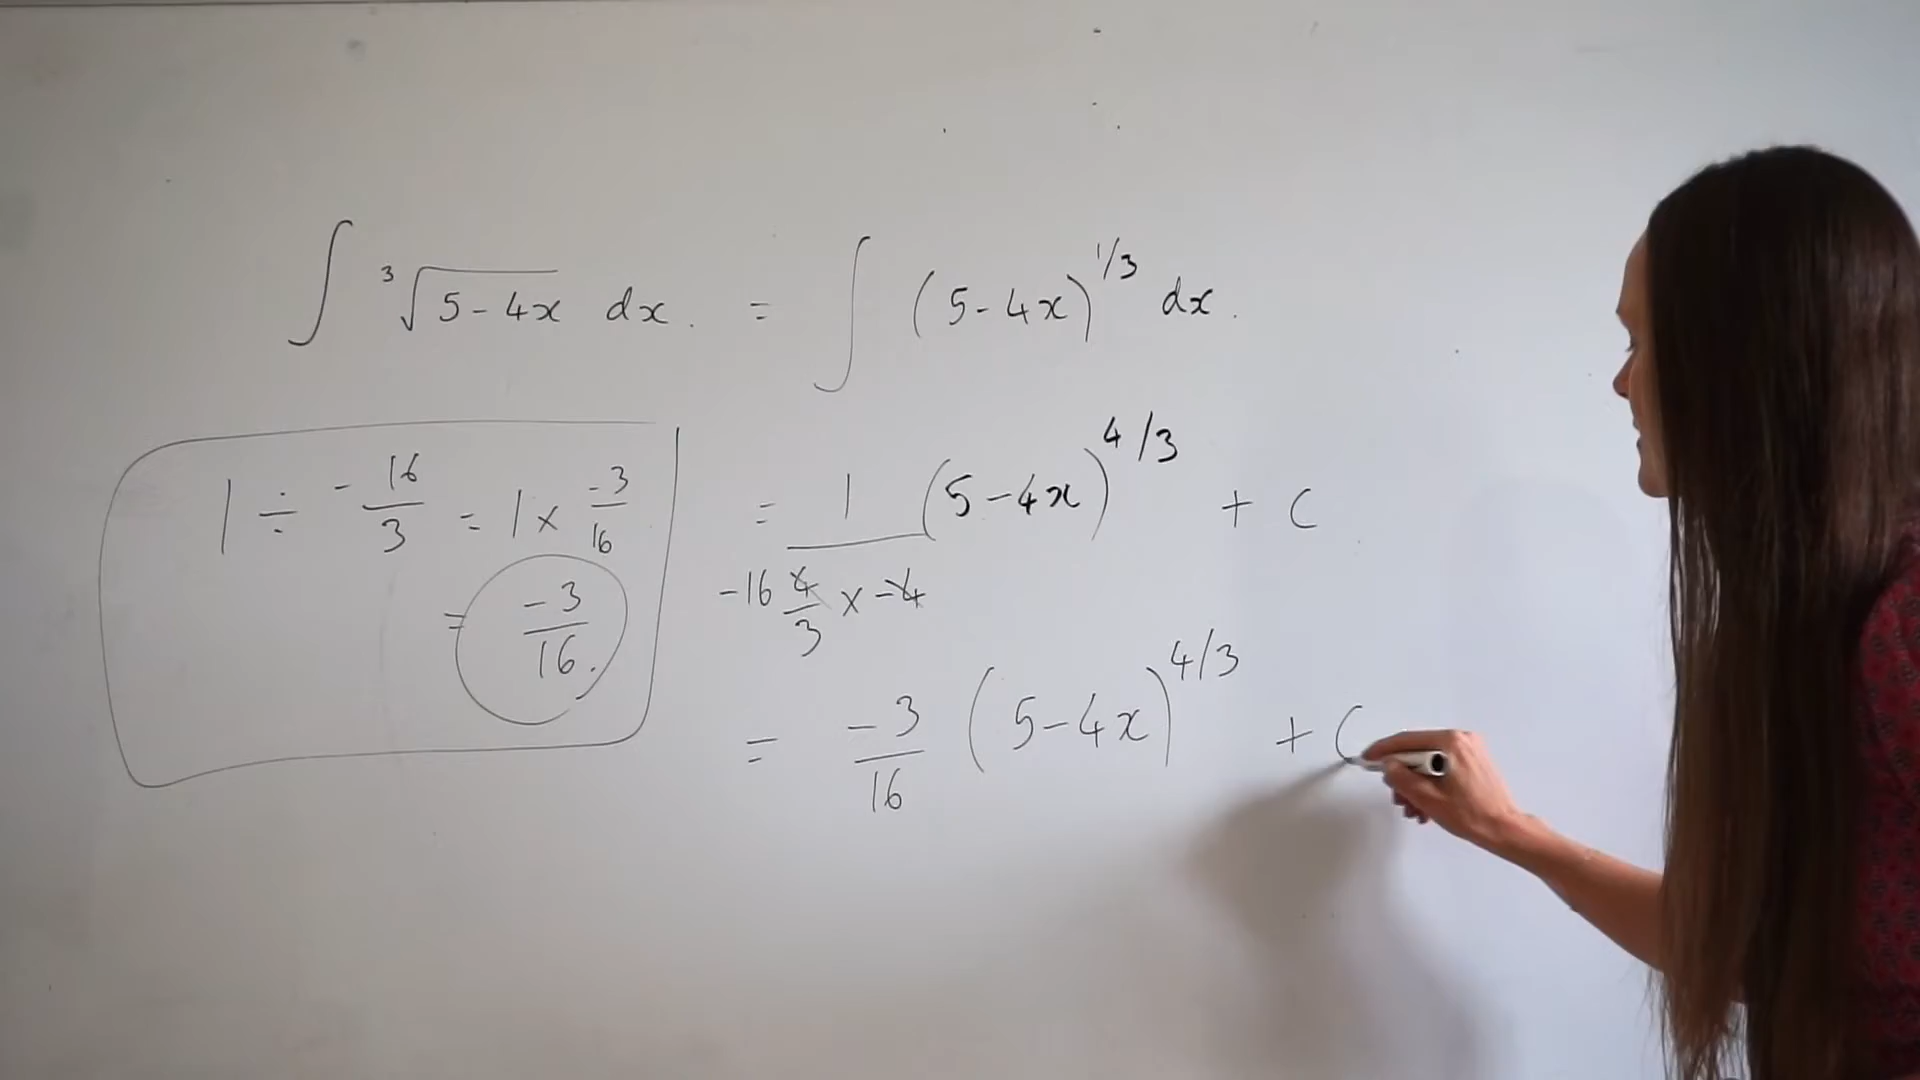 ∫ ³√(5-4x) dx. = ∫ (5-4x)^1/3 dx.
= 1/(-16 4/3 x -4) (5-4x)^4/3 + C
1 ÷ -16/3 = 1 x -3/16
= -3/16.
= -3/16 (5-4x)^4/3 + C